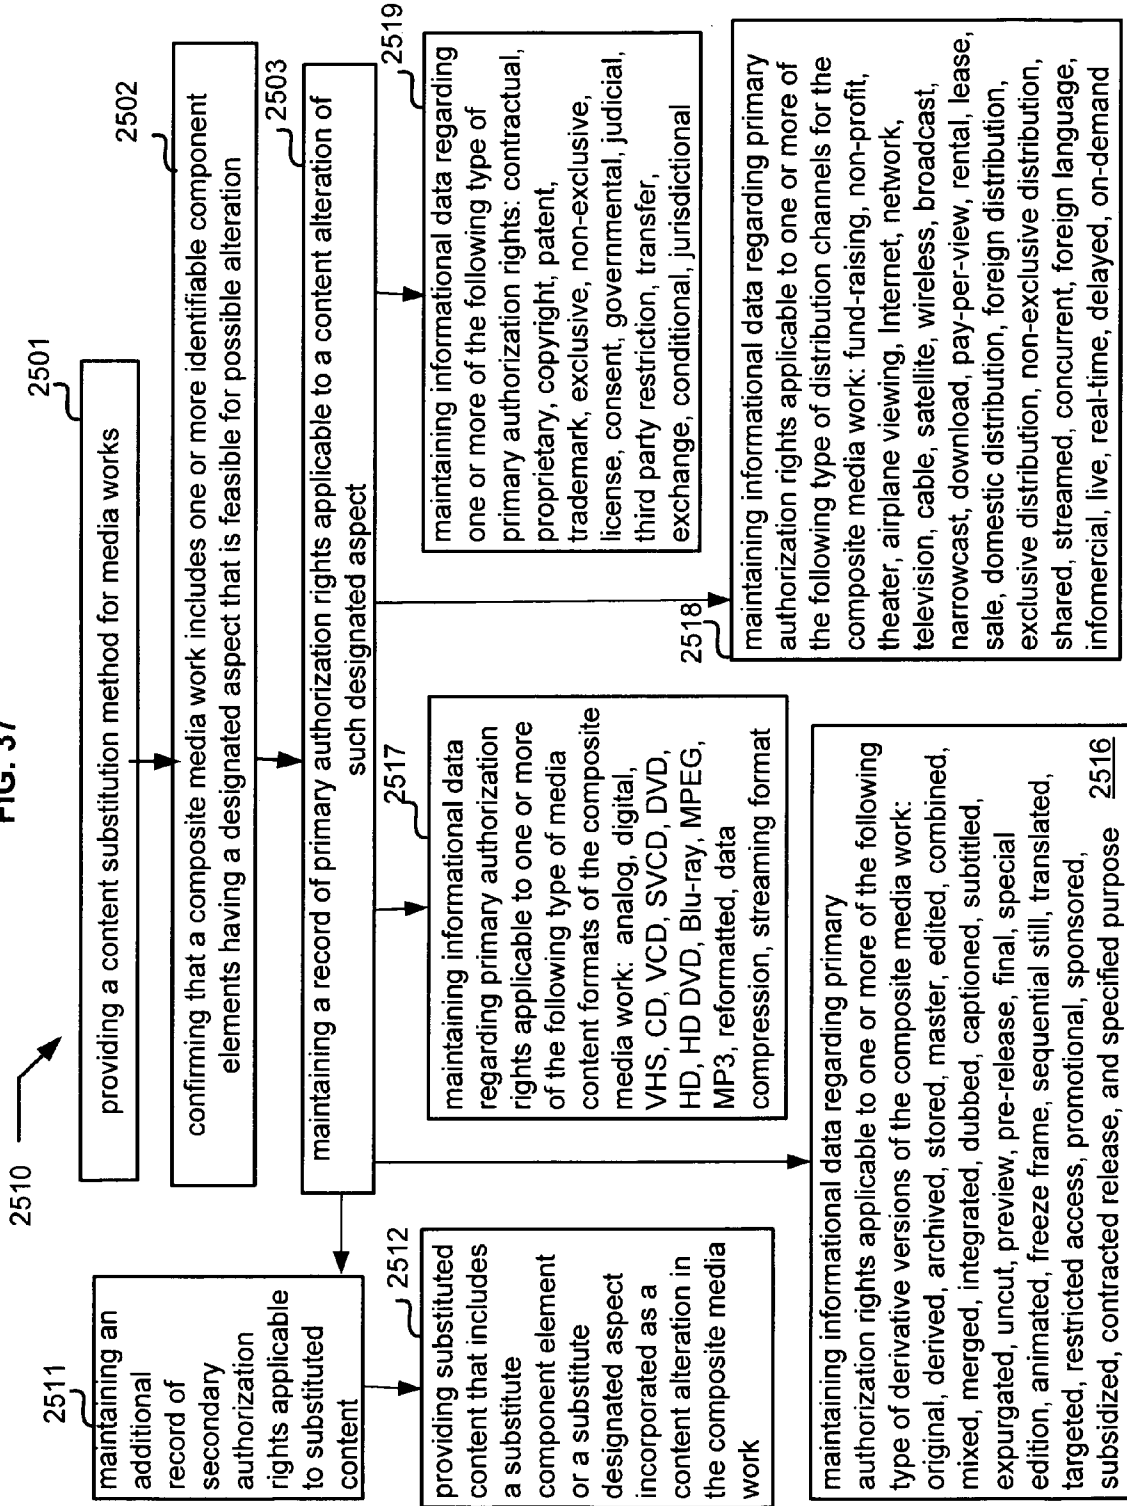 FIG. 37
2510
2501
providing a content substitution method for media works
2502
confirming that a composite media work includes one or more identifiable component
elements having a designated aspect that is feasible for possible alteration
2503
maintaining a record of primary authorization rights applicable to a content alteration of
such designated aspect
2511
maintaining an
additional
record of
secondary
authorization
rights applicable
to substituted
content
2512
providing substituted
content that includes
a substitute
component element
or a substitute
designated aspect
incorporated as a
content alteration in
the composite media
work
2517
maintaining informational data
regarding primary authorization
rights applicable to one or more
of the following type of media
content formats of the composite
media work: analog, digital,
VHS, CD, VCD, SVCD, DVD,
HD, HD DVD, Blu-ray, MPEG,
MP3, reformatted, data
compression, streaming format
2519
maintaining informational data regarding
one or more of the following type of
primary authorization rights: contractual,
proprietary, copyright, patent,
trademark, exclusive, non-exclusive,
license, consent, governmental, judicial,
third party restriction, transfer,
exchange, conditional, jurisdictional
maintaining informational data regarding primary
authorization rights applicable to one or more of the following
type of derivative versions of the composite media work:
original, derived, archived, stored, master, edited, combined,
mixed, merged, integrated, dubbed, captioned, subtitled,
expurgated, uncut, preview, pre-release, final, special
edition, animated, freeze frame, sequential still, translated,
targeted, restricted access, promotional, sponsored,
subsidized, contracted release, and specified purpose 2516
2518
maintaining informational data regarding primary
authorization rights applicable to one or more of
the following type of distribution channels for the
composite media work: fund-raising, non-profit,
theater, airplane viewing, Internet, network,
television, cable, satellite, wireless, broadcast,
narrowcast, download, pay-per-view, rental, lease,
sale, domestic distribution, foreign distribution,
exclusive distribution, non-exclusive distribution,
shared, streamed, concurrent, foreign language,
infomercial, live, real-time, delayed, on-demand